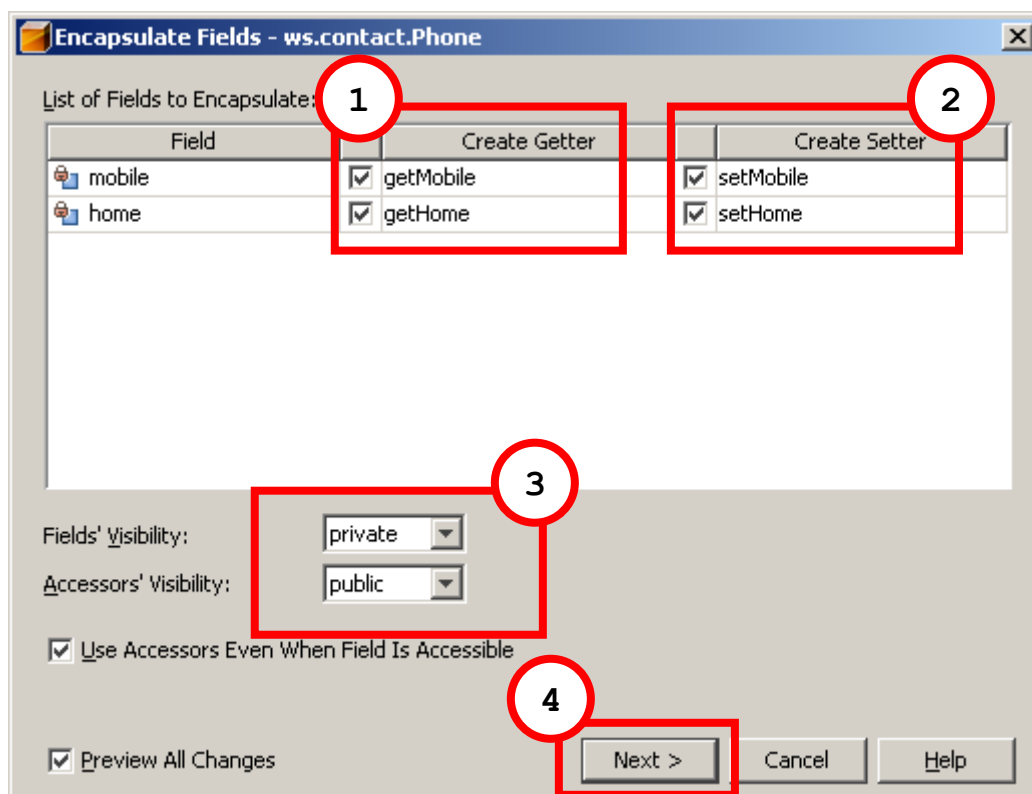 Encapsulate Fields - ws.contact.Phone
List of Fields to Encapsulate:
1
2
Field Create Getter Create Setter
mobile getMobile setMobile
home getHome setHome
3
Fields' Visibility: private
Accessors' Visibility: public
Use Accessors Even When Field Is Accessible
4
Preview All Changes Next > Cancel Help